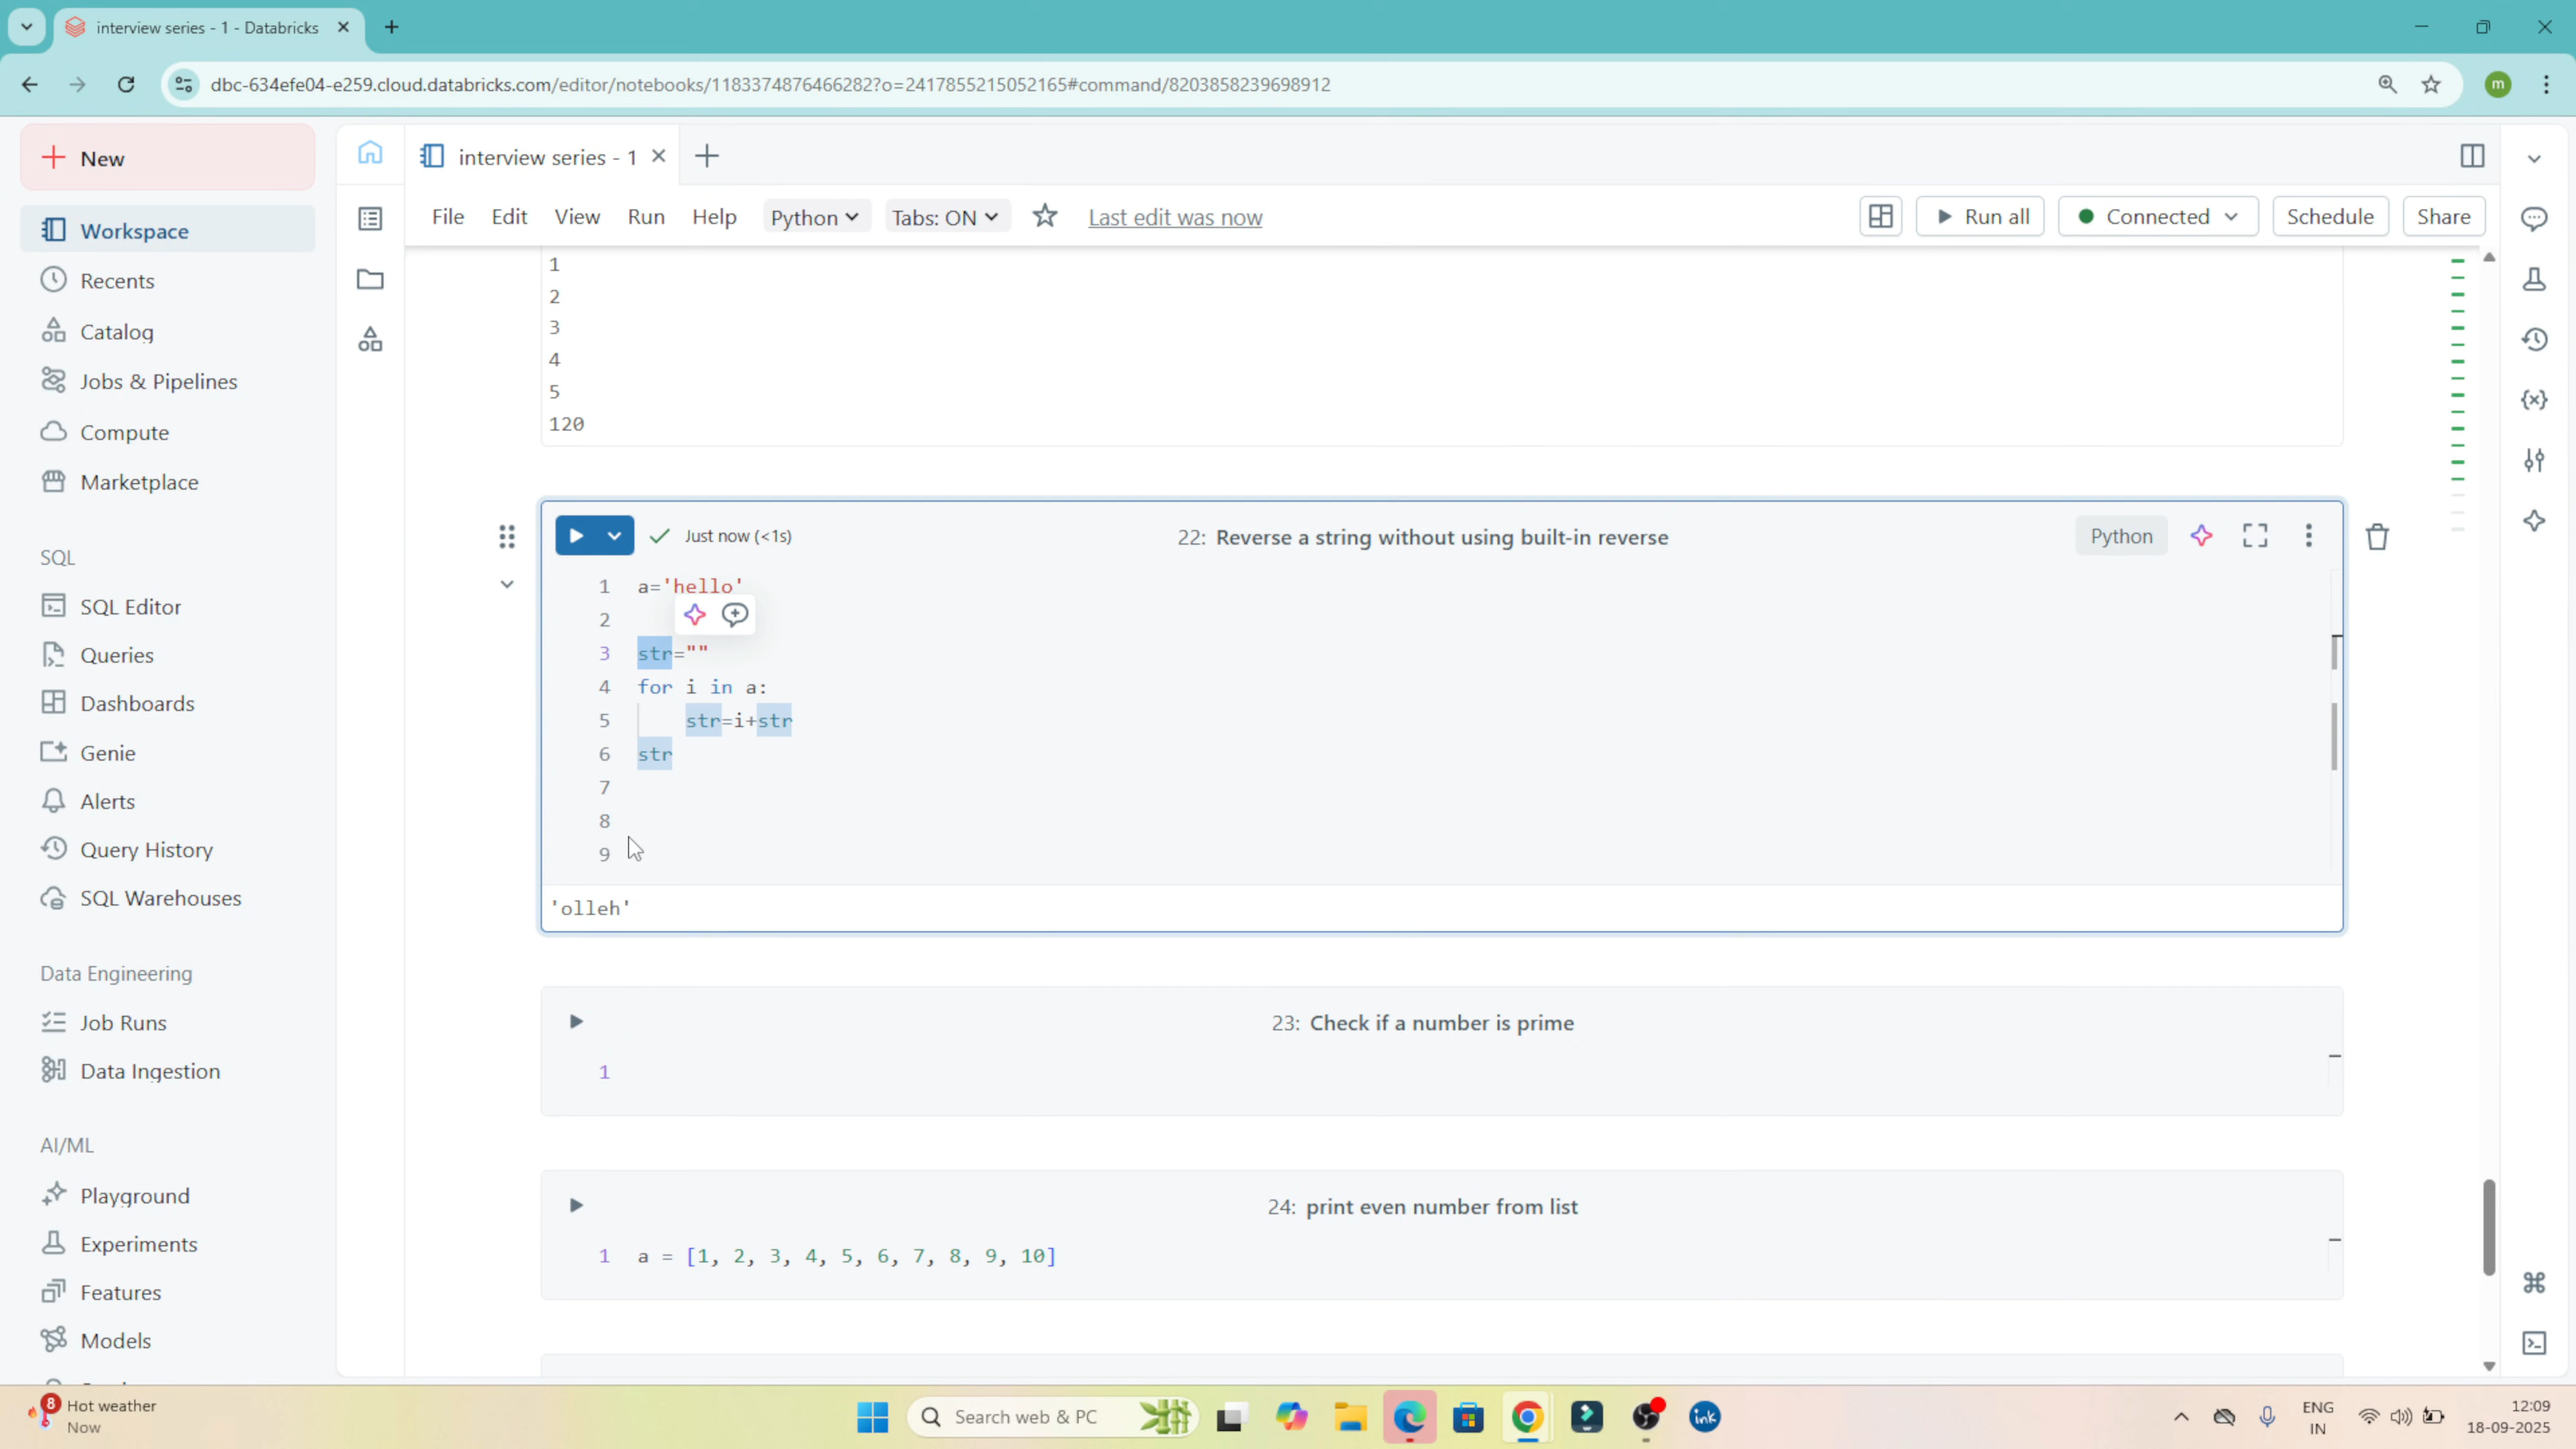 interview series - 1 - Databricks
dbc-634efe04-e259.cloud.databricks.com/editor/notebooks/1183374876466282?o=2417855215052165#command/8203858239698912
m
New
Workspace
Recents
Catalog
Jobs & Pipelines
Compute
Marketplace
SQL
SQL Editor
Queries
Dashboards
Genie
Alerts
Query History
SQL Warehouses
Data Engineering
Job Runs
Data Ingestion
AI/ML
Playground
Experiments
Features
Models
interview series - 1
File Edit View Run Help Python Tabs: ON Last edit was now
Run all Connected Schedule Share
1
2
3
4
5
120
Just now (<1s) 22: Reverse a string without using built-in reverse Python
1 a='hello'
2
3 str=""
4 for i in a:
5 str=i+str
6 str
7
8
9
'olleh'
23: Check if a number is prime
1
24: print even number from list
1 a = [1, 2, 3, 4, 5, 6, 7, 8, 9, 10]
8 Hot weather
Now
Search web & PC
ink
ENG
IN
12:09
18-09-2025